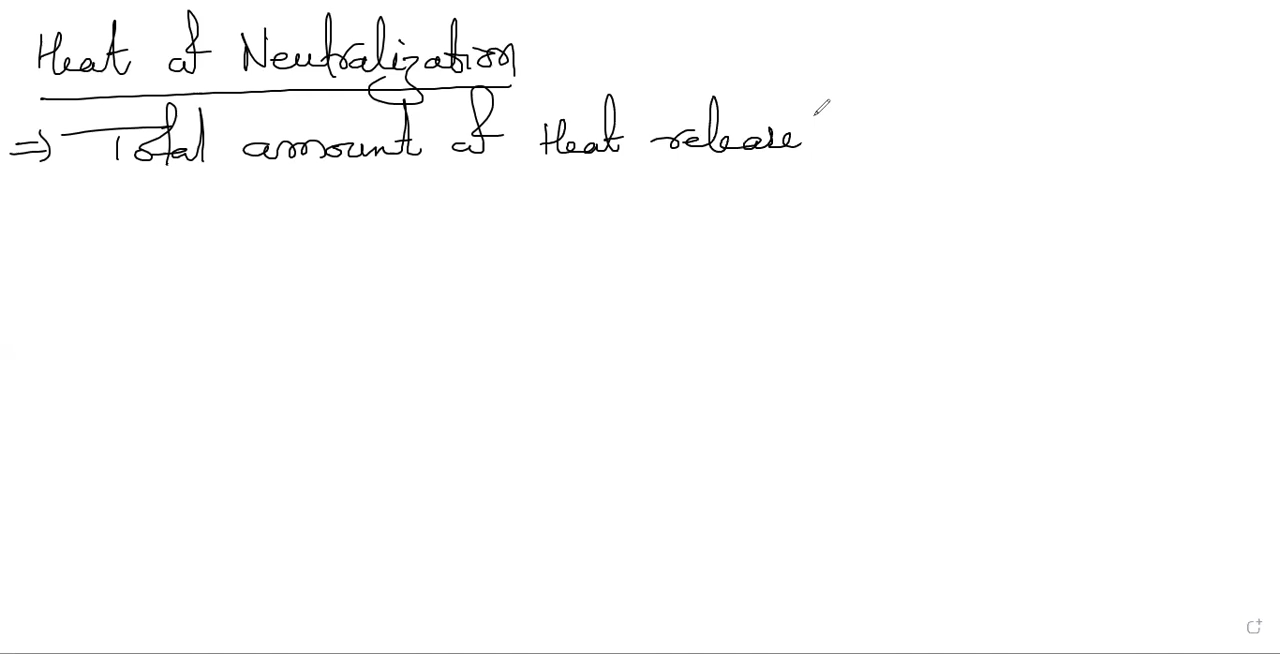 Heat of Neutralization
⇒ Total amount of Heat release